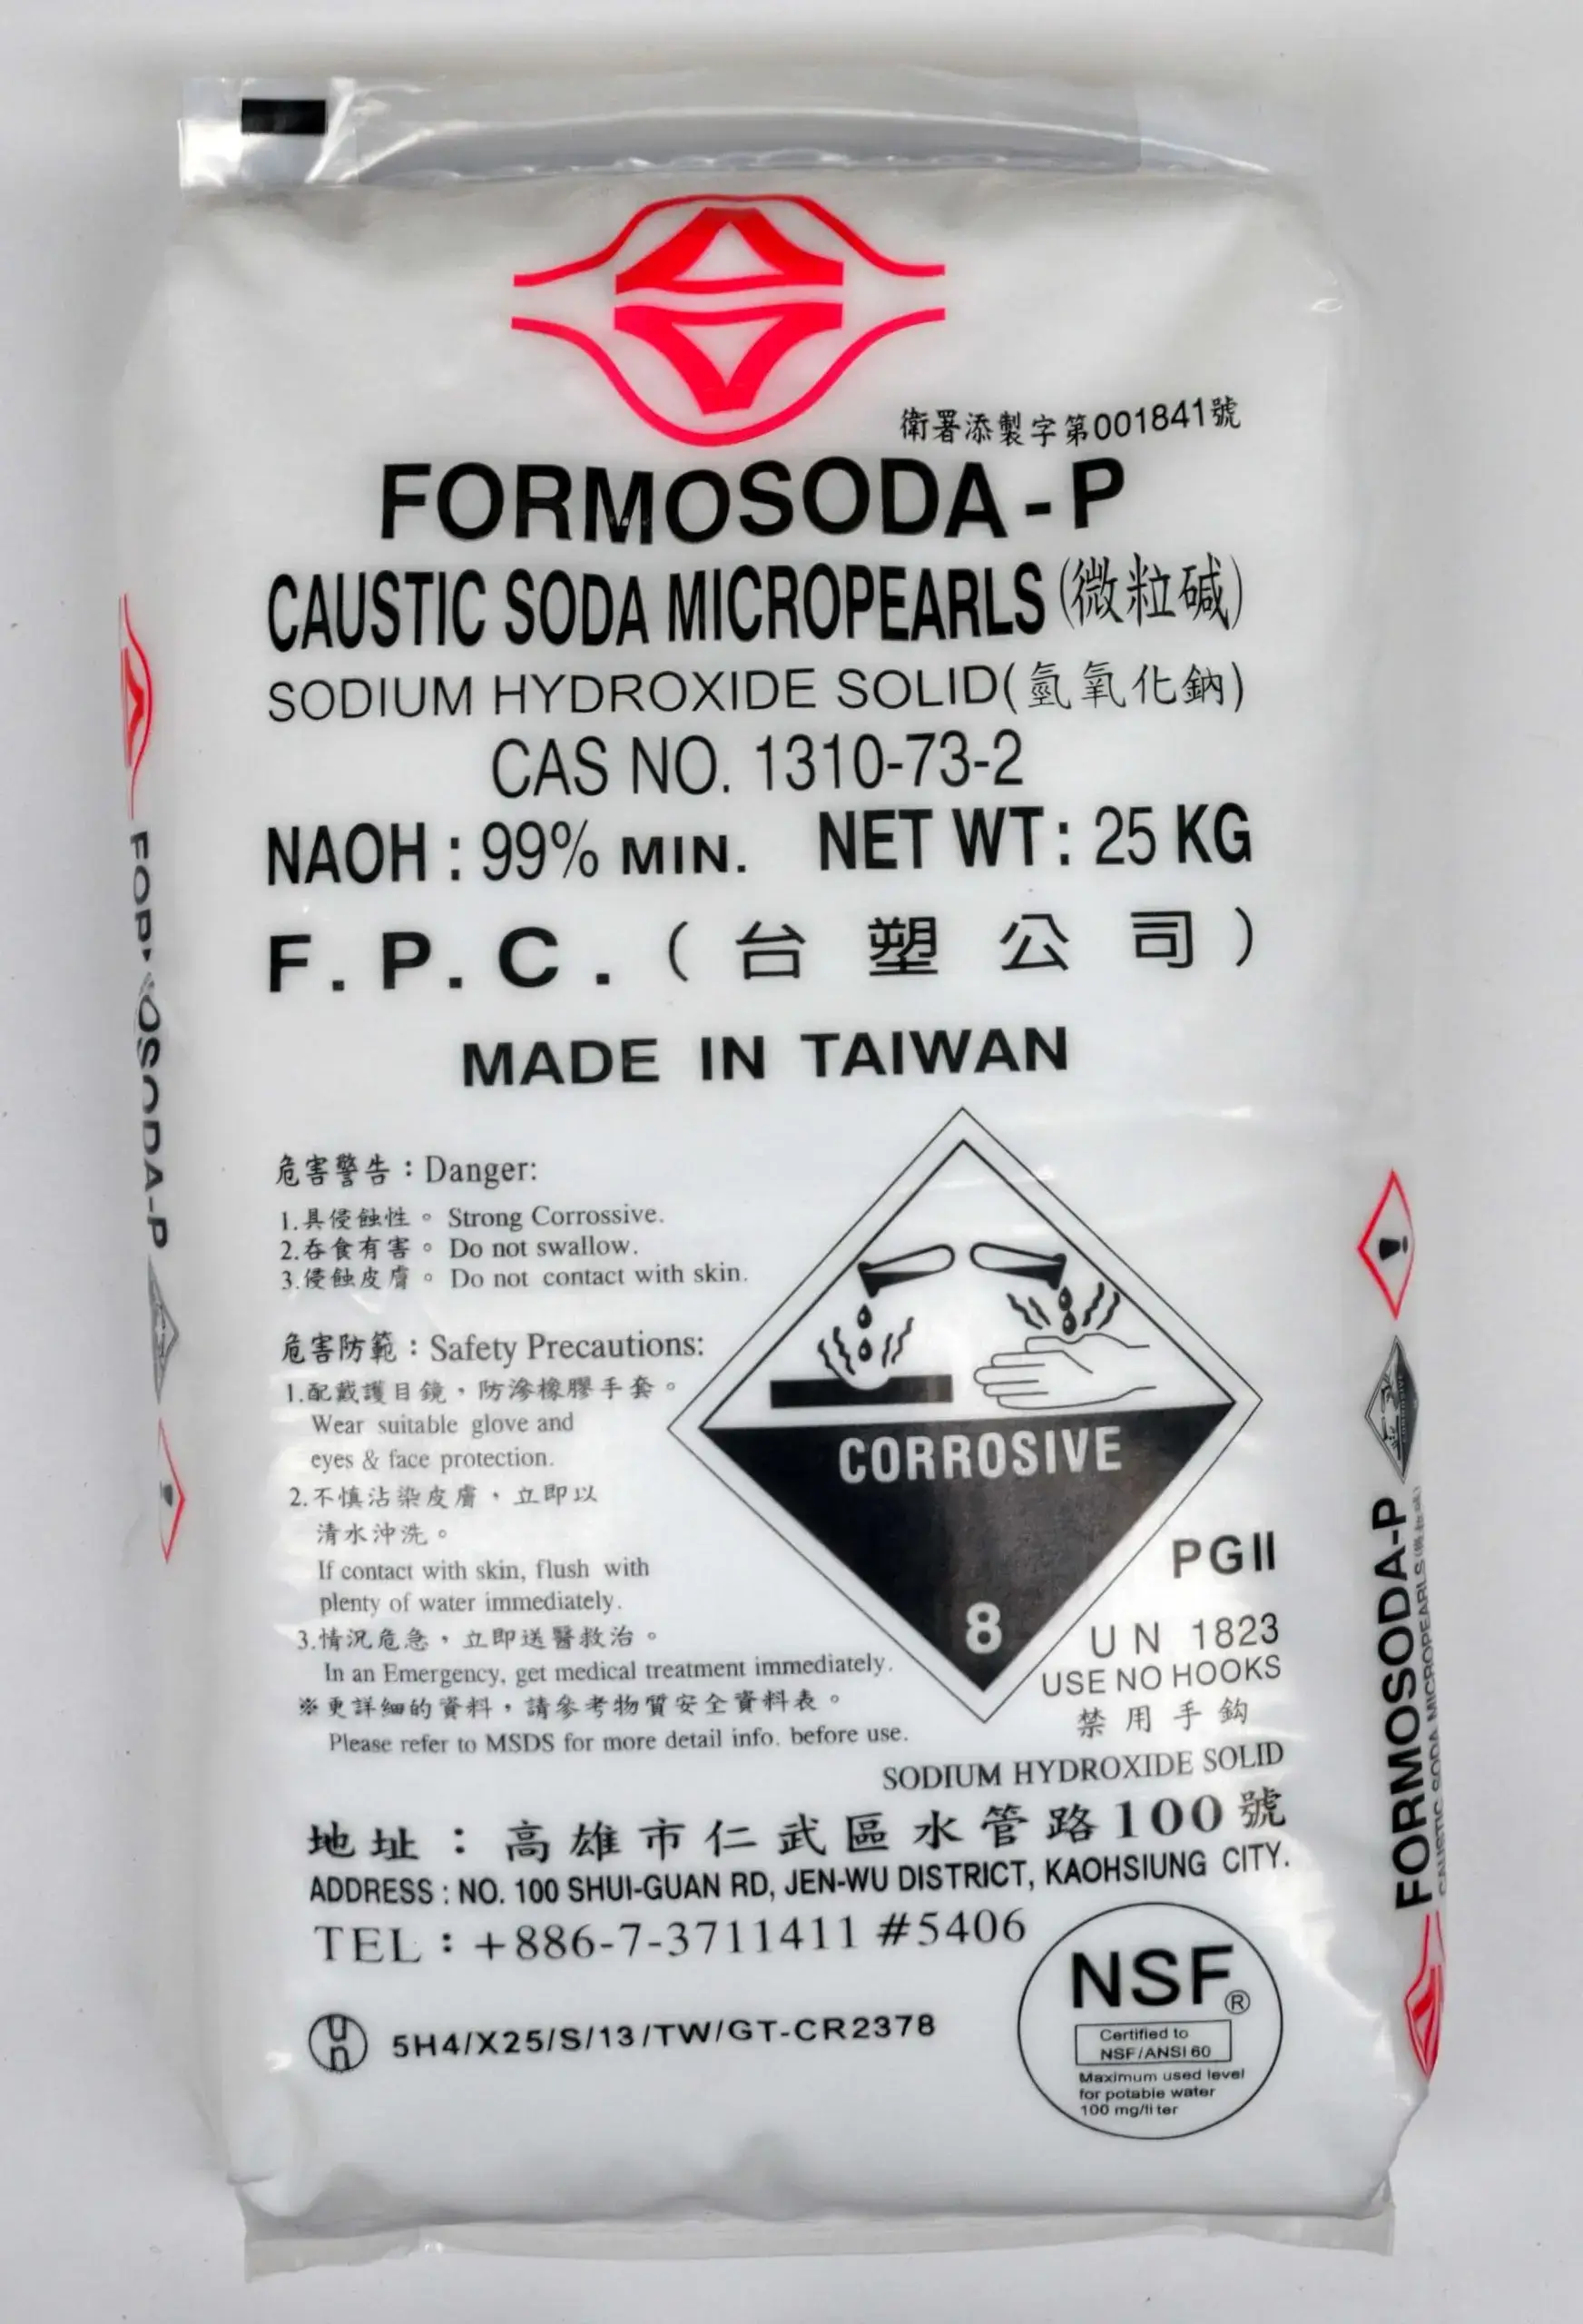 衛署添製字第001841號
FORMOSODA-P
CAUSTIC SODA MICROPEARLS(微粒碱)
SODIUM HYDROXIDE SOLID(氫氧化鈉)
CAS NO. 1310-73-2
NAOH : 99% MIN. NET WT : 25 KG
F.P.C.(台塑公司)
MADE IN TAIWAN
危害警告：Danger:
1.具侵蝕性。 Strong Corrossive.
2.吞食有害。 Do not swallow.
3.侵蝕皮膚。 Do not contact with skin.
危害防範：Safety Precautions:
1.配戴護目鏡，防滲橡膠手套。
Wear suitable glove and
eyes & face protection.
2.不慎沾染皮膚，立即以
清水沖洗。
If contact with skin, flush with
plenty of water immediately.
3.情況危急，立即送醫救治。
In an Emergency, get medical treatment immediately.
※更詳細的資料，請參考物質安全資料表。
Please refer to MSDS for more detail info. before use.
CORROSIVE
8
PGII
UN 1823
USE NO HOOKS
禁用手鈎
SODIUM HYDROXIDE SOLID
地址：高雄市仁武區水管路100號
ADDRESS : NO. 100 SHUI-GUAN RD, JEN-WU DISTRICT, KAOHSIUNG CITY.
TEL：+886-7-3711411 #5406
un 5H4/X25/S/13/TW/GT-CR2378
NSF®
Certified to
NSF/ANSI 60
Maximum used level
for potable water
100 mg/liter
FORMOSODA-P
FORMOSODA-P
CAUSTIC SODA MICROPEARLS